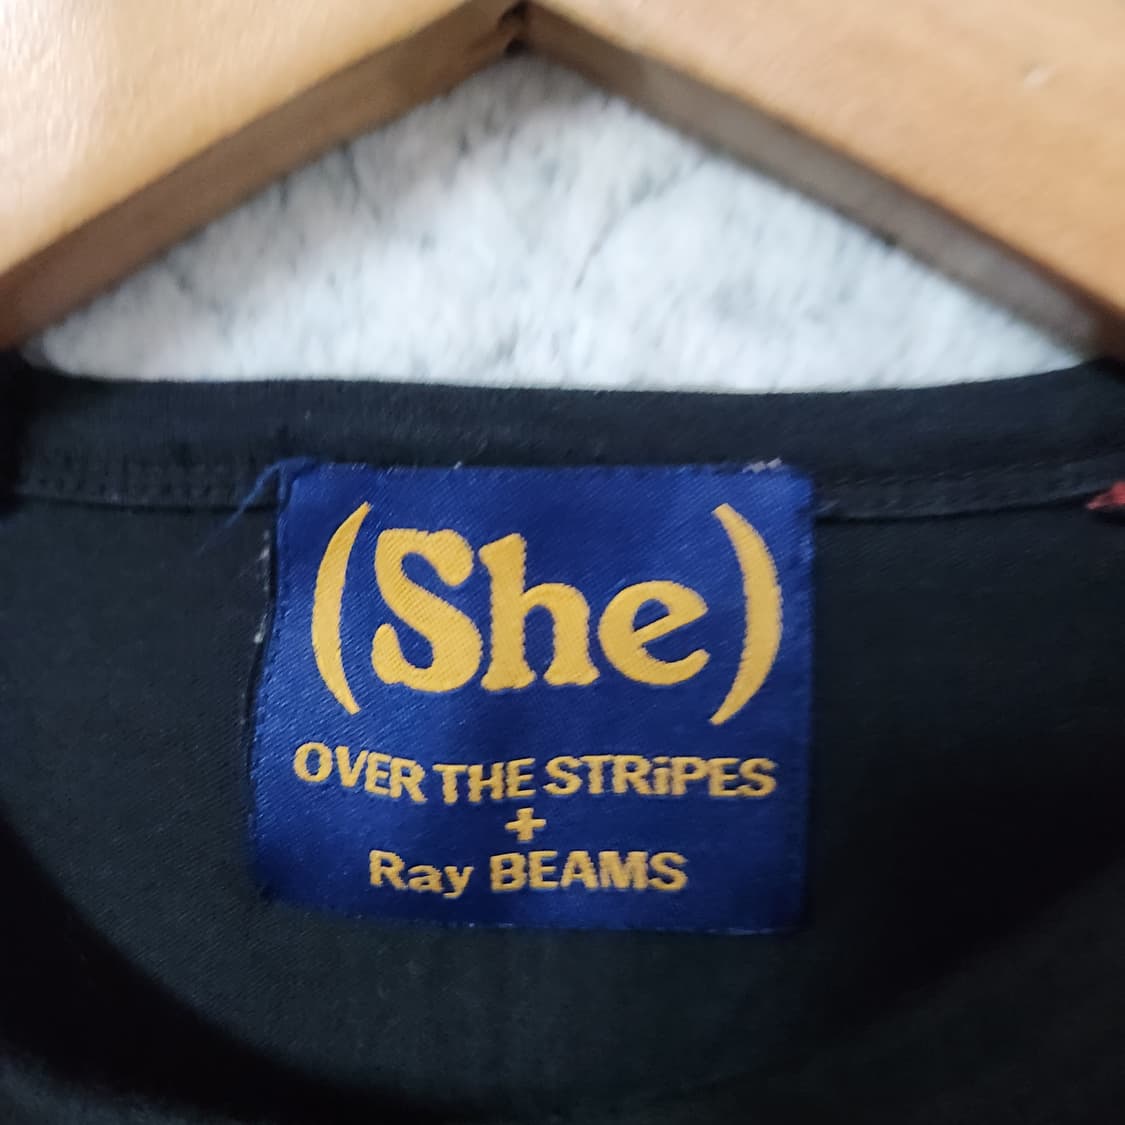 (She)
OVER THE STRiPES
+
Ray BEAMS